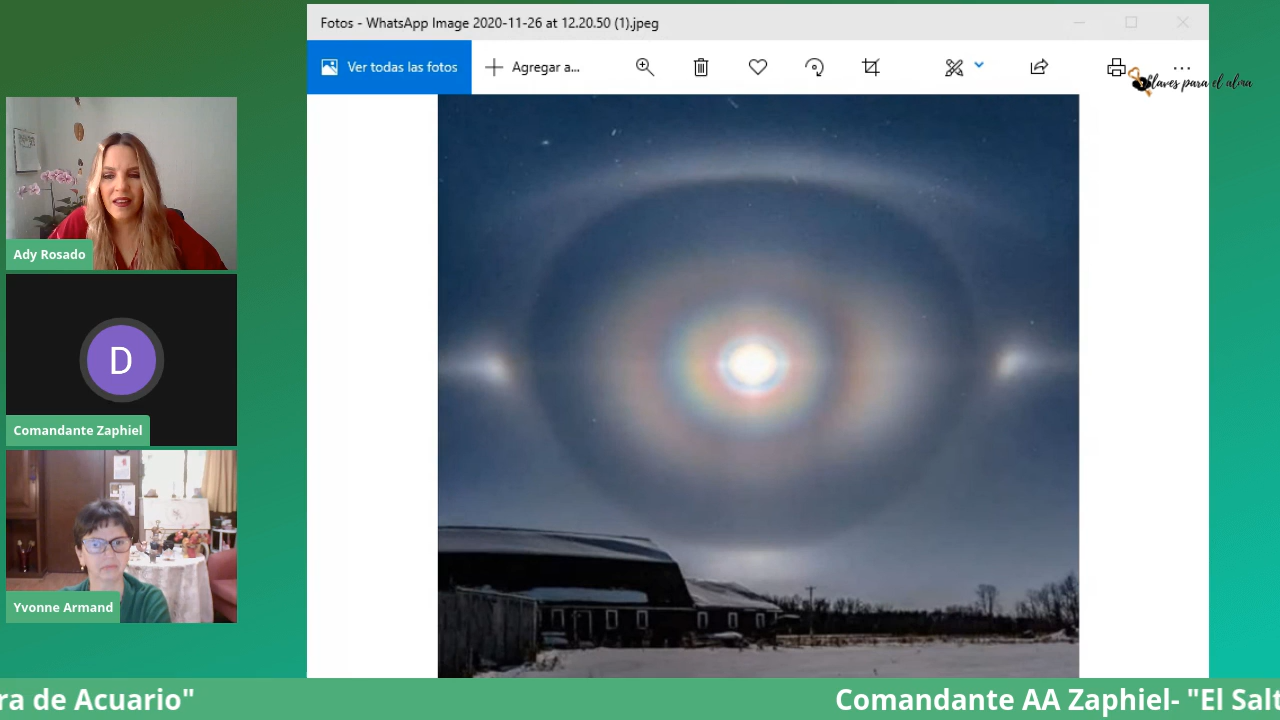 Fotos - WhatsApp Image 2020-11-26 at 12.20.50 (1).jpeg
Ver todas las fotos
Agregar a...
laves para el alma
Ady Rosado
D
Comandante Zaphiel
Yvonne Armand
ra de Acuario"
Comandante AA Zaphiel- "El Salt